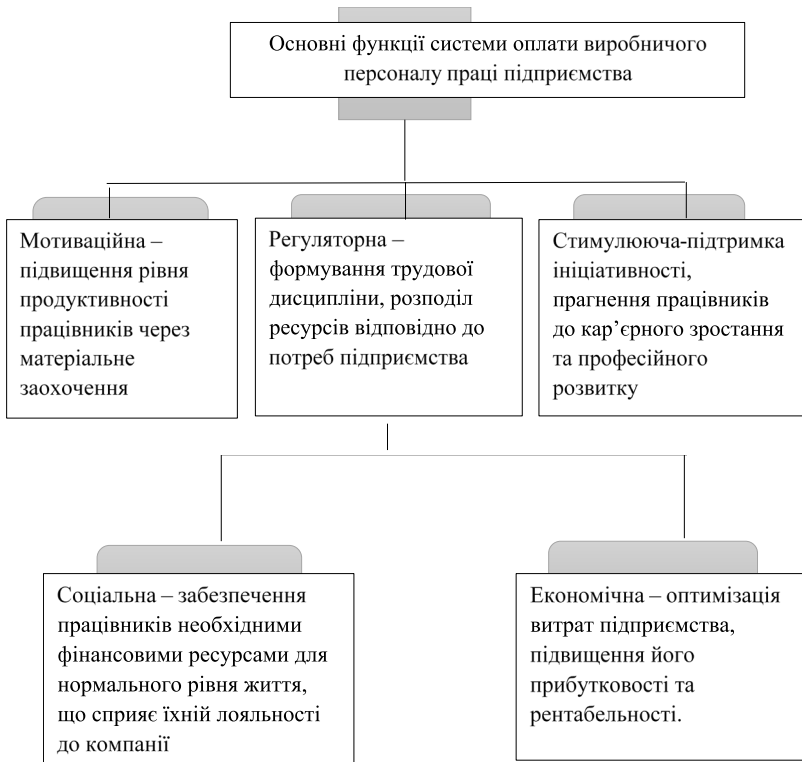 Основні функції системи оплати виробничого
персоналу праці підприємства
Мотиваційна –
підвищення рівня
продуктивності
працівників через
матеріальне
заохочення
Регуляторна –
формування трудової
дисципліни, розподіл
ресурсів відповідно до
потреб підприємства
Стимулююча-підтримка
ініціативності,
прагнення працівників
до кар’єрного зростання
та професійного
розвитку
Соціальна – забезпечення
працівників необхідними
фінансовими ресурсами для
нормального рівня життя,
що сприяє їхній лояльності
до компанії
Економічна – оптимізація
витрат підприємства,
підвищення його
прибутковості та
рентабельності.